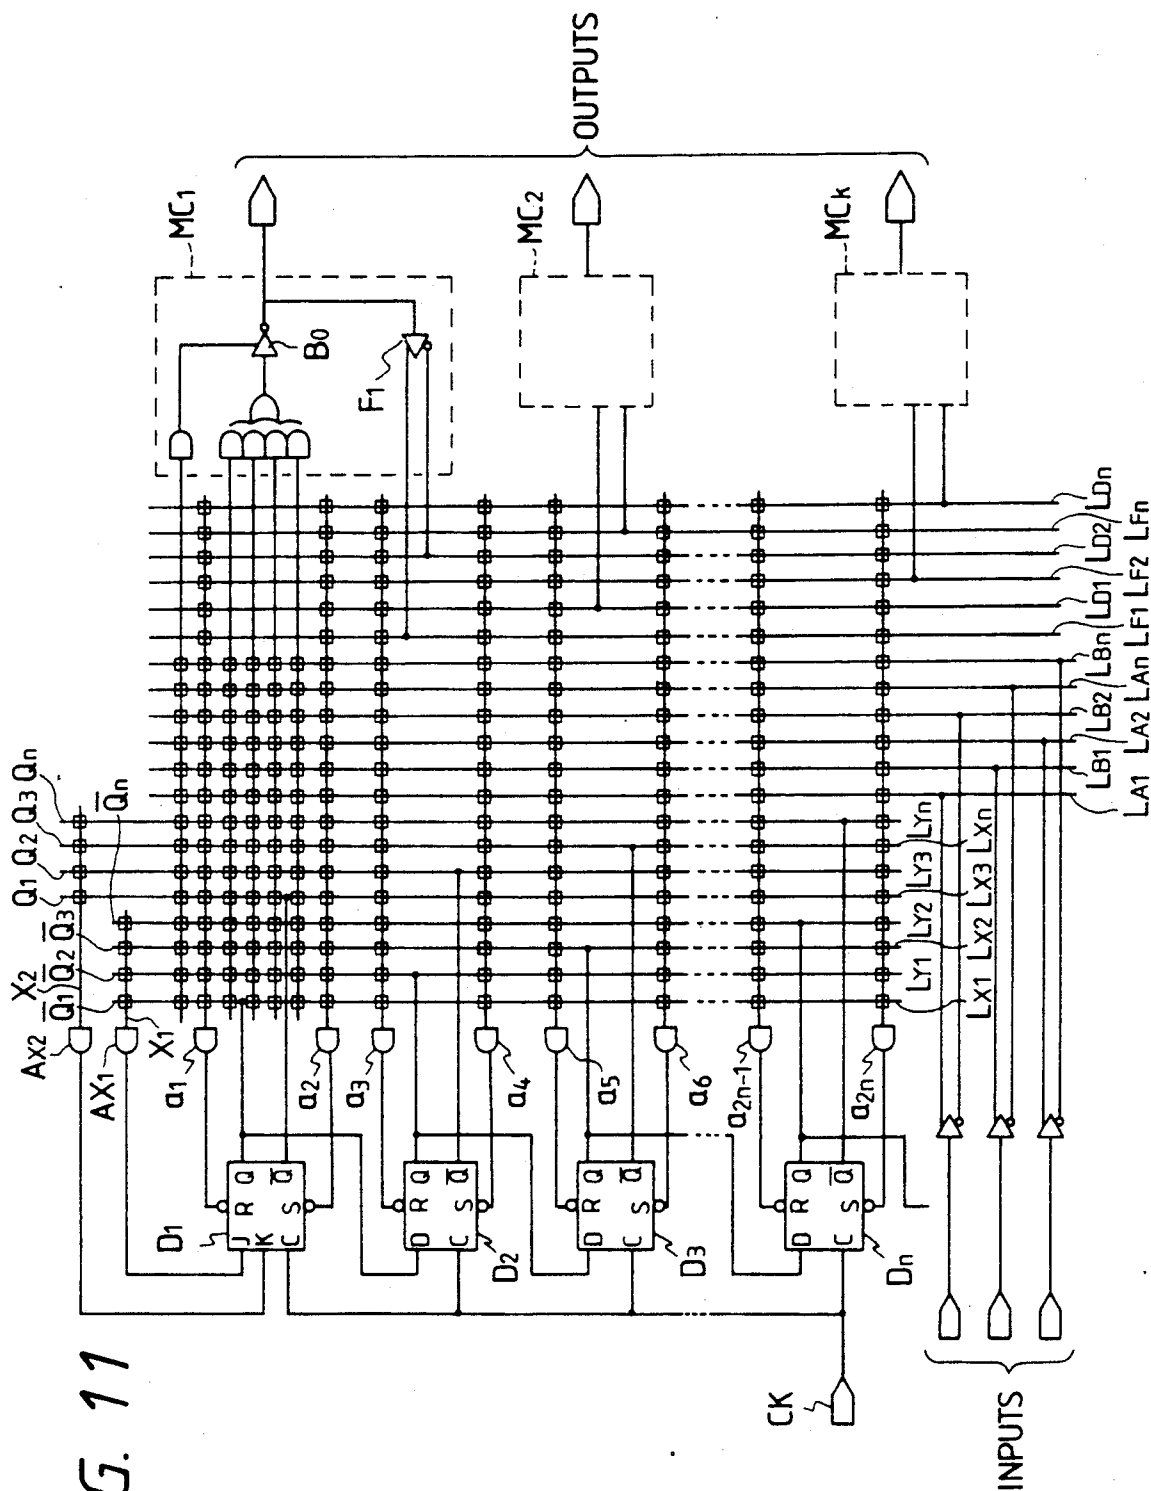 G. 11
OUTPUTS
MC1
MC2
MCk
B0
F1
Q1 Q2 Q3 Qn
Q̅n
X2
Q̅1 Q̅2 Q̅3
AX2
AX1
X1
a1
a2
a3
a4
a5
a6
a2n-1
a2n
D1
J
K
C
R
S
Q
Q̅
D2
D
C
R
S
Q
Q̅
D3
D
C
R
S
Q
Q̅
Dn
D
C
R
S
Q
Q̅
CK
INPUTS
LY1 LY2 LY3 LYn
LX1 LX2 LX3 LXn
LB1 LB2 LBn LD1 LD2 LDn
LA1 LA2 LAn LF1 LF2 LFn